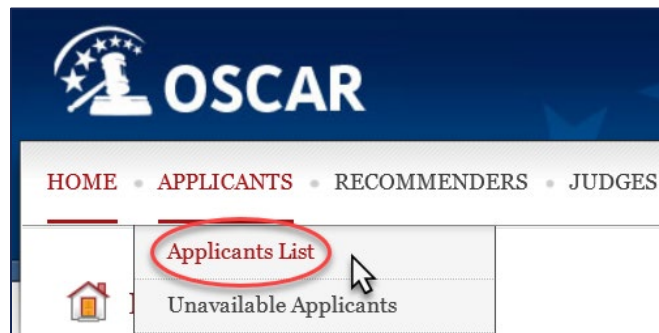 OSCAR
HOME APPLICANTS RECOMMENDERS JUDGES
Applicants List
Unavailable Applicants